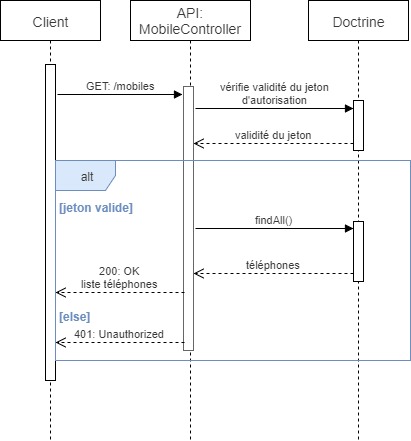 Client
API:
MobileController
Doctrine
GET: /mobiles
vérifie validité du jeton
d'autorisation
validité du jeton
alt
[jeton valide]
findAll()
téléphones
200: OK
liste téléphones
[else]
401: Unauthorized